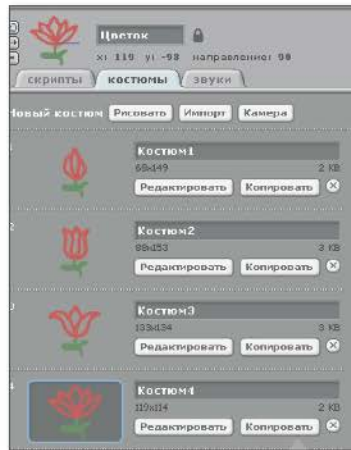 Цветок
x: 119 y: -98 направление: 90
скрипты костюмы звуки
Новый костюм Рисовать Импорт Камера
Костюм1
68x149 2 KB
Редактировать Копировать
2
Костюм2
88x153 3 KB
Редактировать Копировать
3
Костюм3
133x134 3 KB
Редактировать Копировать
4
Костюм4
119x114 2 KB
Редактировать Копировать